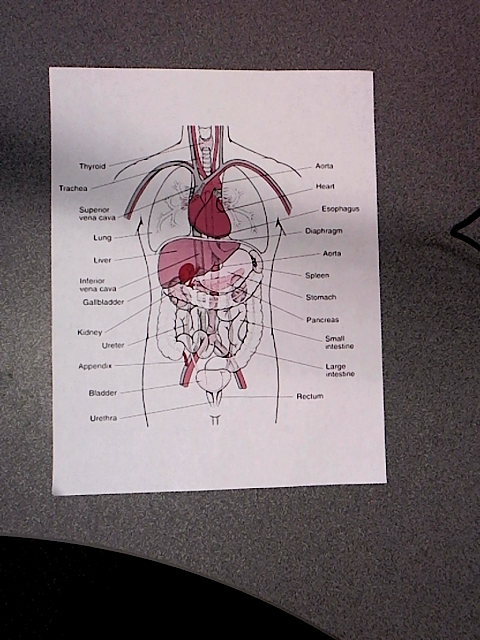 Thyroid
Trachea
Superior
vena cava
Lung
Liver
Inferior
vena cava
Gallbladder
Kidney
Ureter
Appendix
Bladder
Urethra
Aorta
Heart
Esophagus
Diaphragm
Aorta
Spleen
Stomach
Pancreas
Small
intestine
Large
intestine
Rectum